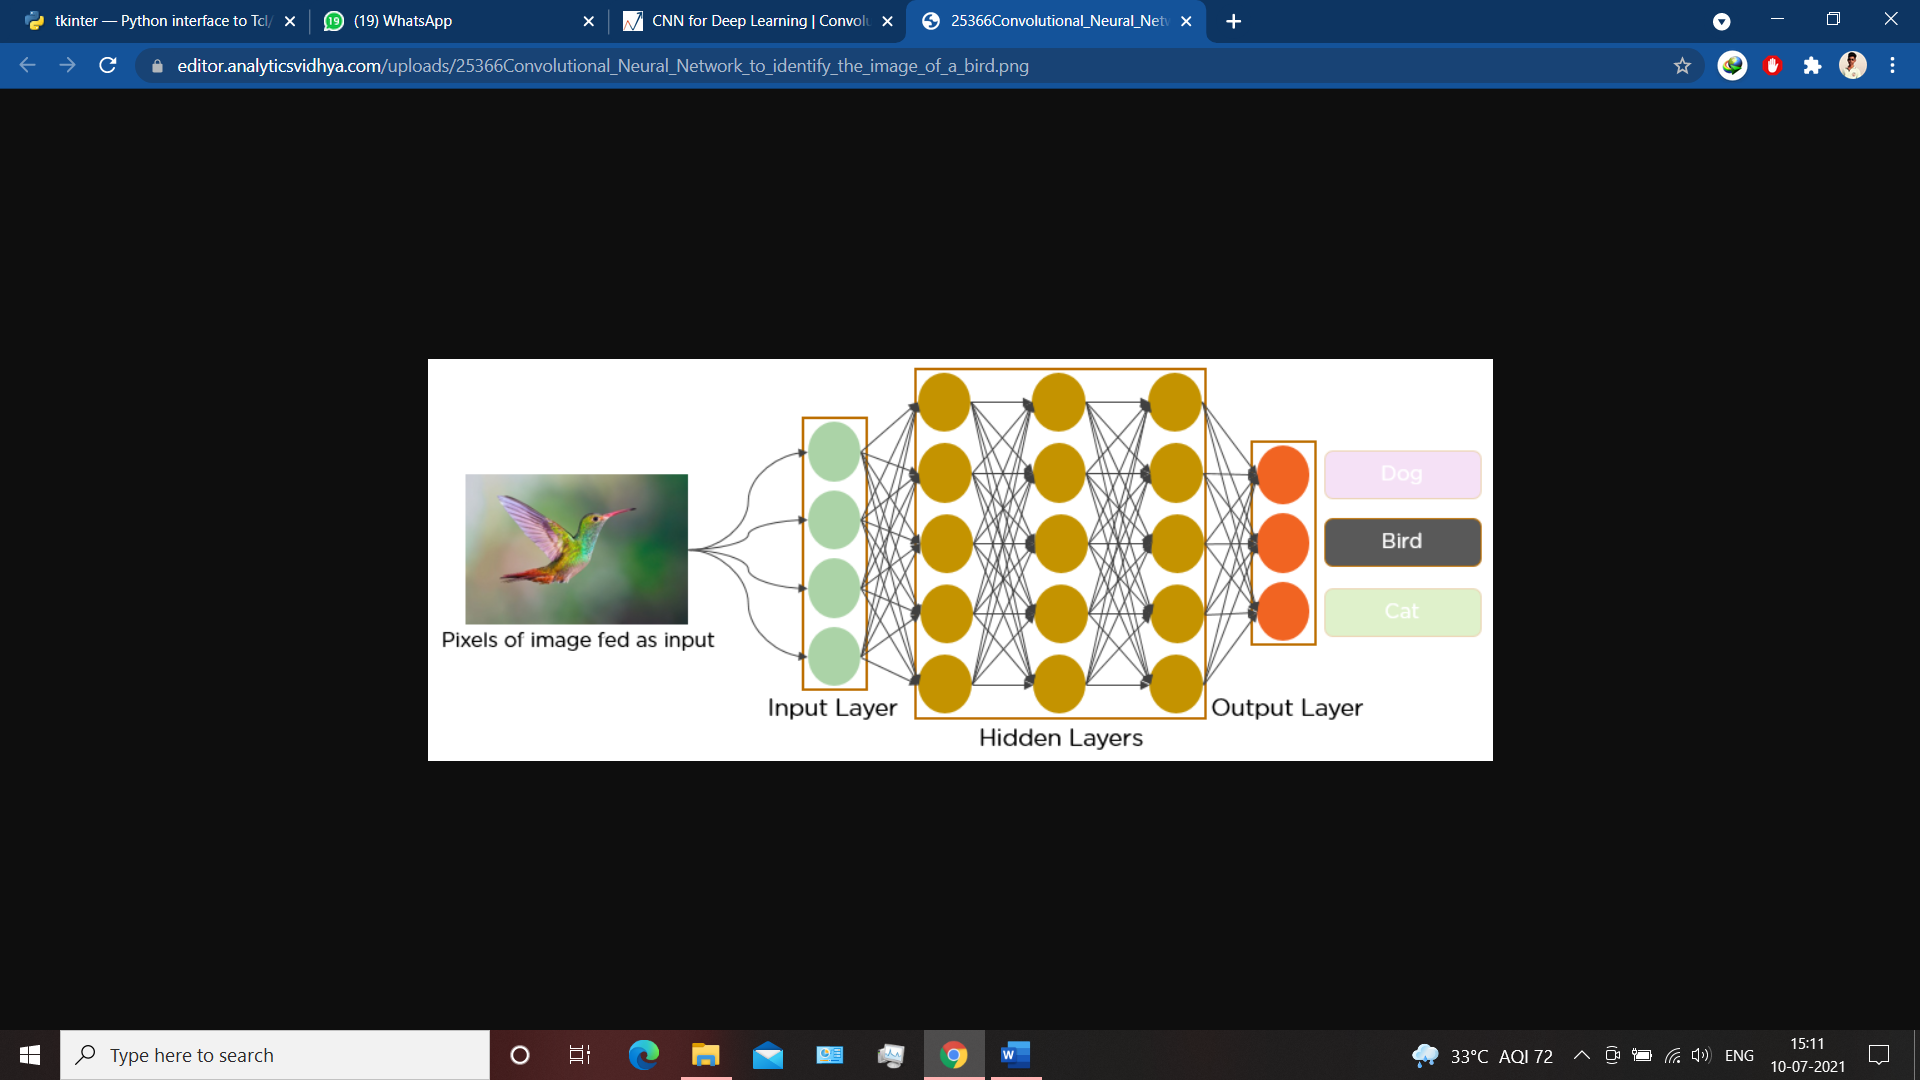 tkinter — Python interface to Tcl/
(19) WhatsApp
CNN for Deep Learning | Convolu
25366Convolutional_Neural_Netw
editor.analyticsvidhya.com/uploads/25366Convolutional_Neural_Network_to_identify_the_image_of_a_bird.png
Dog
Bird
Cat
Pixels of image fed as input
Input Layer
Output Layer
Hidden Layers
Type here to search
33°C AQI 72
ENG
15:11
10-07-2021